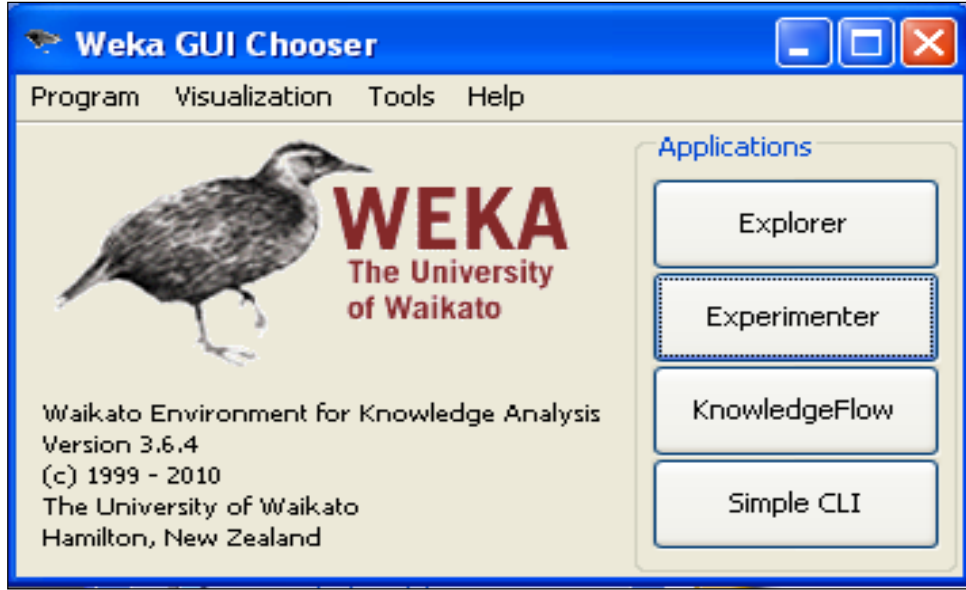 Weka GUI Chooser
Program Visualization Tools Help
WEKA
The University
of Waikato
Waikato Environment for Knowledge Analysis
Version 3.6.4
(c) 1999 - 2010
The University of Waikato
Hamilton, New Zealand
Applications
Explorer
Experimenter
KnowledgeFlow
Simple CLI